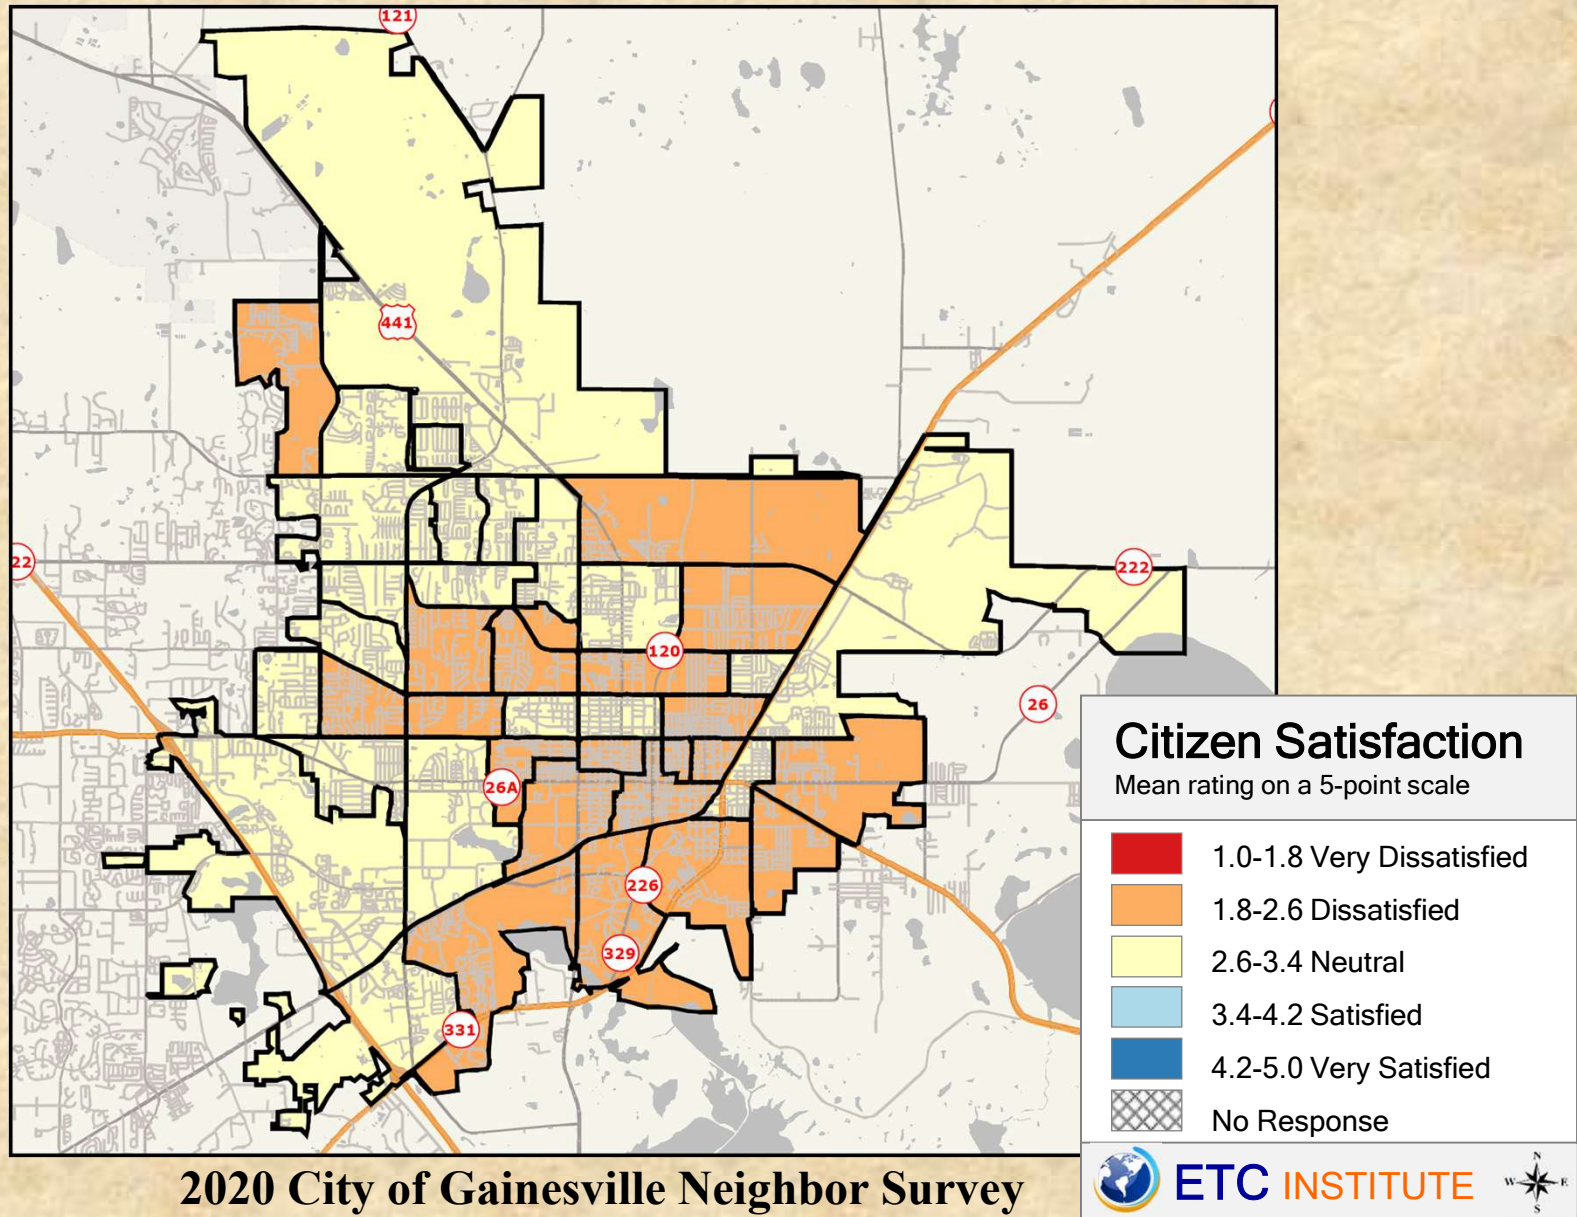 121
441
22
222
120
26
26A
226
329
331
Citizen Satisfaction
Mean rating on a 5-point scale
1.0-1.8 Very Dissatisfied
1.8-2.6 Dissatisfied
2.6-3.4 Neutral
3.4-4.2 Satisfied
4.2-5.0 Very Satisfied
No Response
ETC INSTITUTE
N
W E
S
2020 City of Gainesville Neighbor Survey